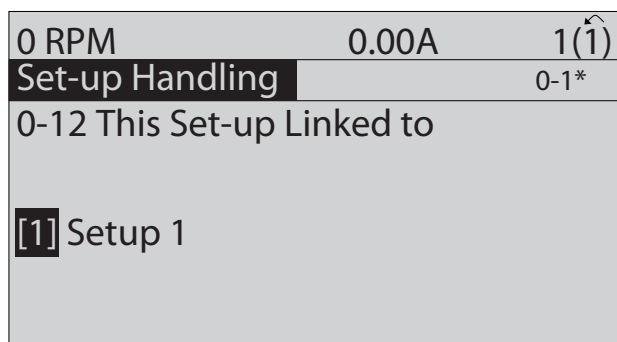 0 RPM 0.00A 1(1)
Set-up Handling 0-1*
0-12 This Set-up Linked to
[1] Setup 1